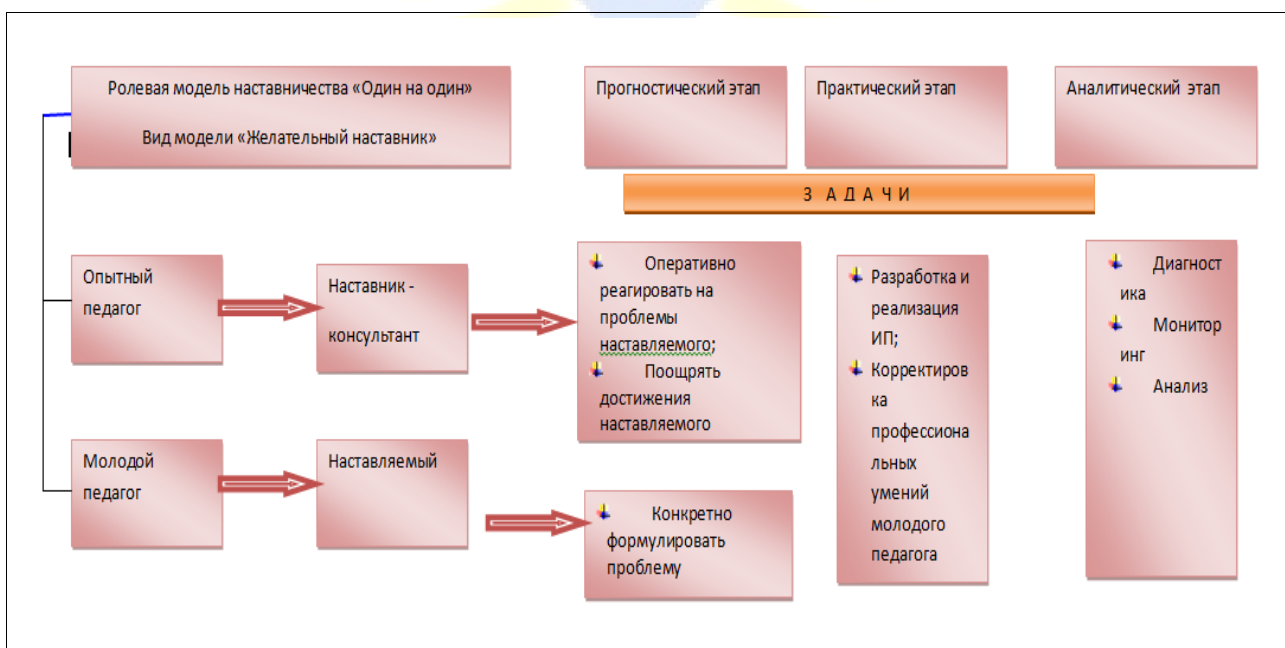 Ролевая модель наставничества «Один на один»
Вид модели «Желательный наставник»
Прогностический этап
Практический этап
Аналитический этап
З А Д А Ч И
Опытный
педагог
Наставник -
консультант
Оперативно
реагировать на
проблемы
наставляемого;
Поощрять
достижения
наставляемого
Разработка и
реализация
ИП;
Корректиров
ка
профессиона
льных
умений
молодого
педагога
Диагност
ика
Монитор
инг
Анализ
Молодой
педагог
Наставляемый
Конкретно
формулировать
проблему